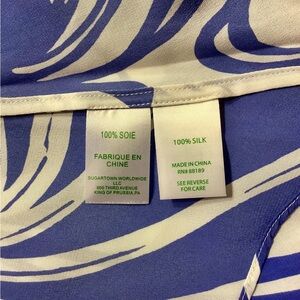 100% SOIE
FABRIQUE EN
CHINE
SUGARTOWN WORLDWIDE
LLC
800 THIRD AVENUE
KING OF PRUSSIA,PA
100% SILK
MADE IN CHINA
RN# 88189
SEE REVERSE
FOR CARE